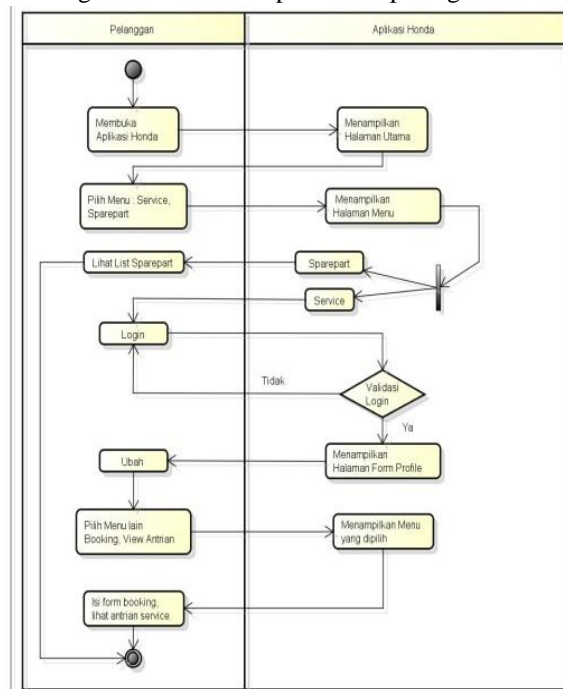 Pelanggan
Aplikasi Honda
Membuka
Aplikasi Honda
Menampilkan
Halaman Utama
Pilih Menu : Service,
Sparepart
Menampilkan
Halaman Menu
Lihat List Sparepart
Sparepart
Service
Login
Tidak
Validasi
Login
Ya
Ubah
Menampilkan
Halaman Form Profile
Pilih Menu lain
Booking, View Antrian
Menampilkan Menu
yang dipilih
Isi form booking,
lihat antrian service